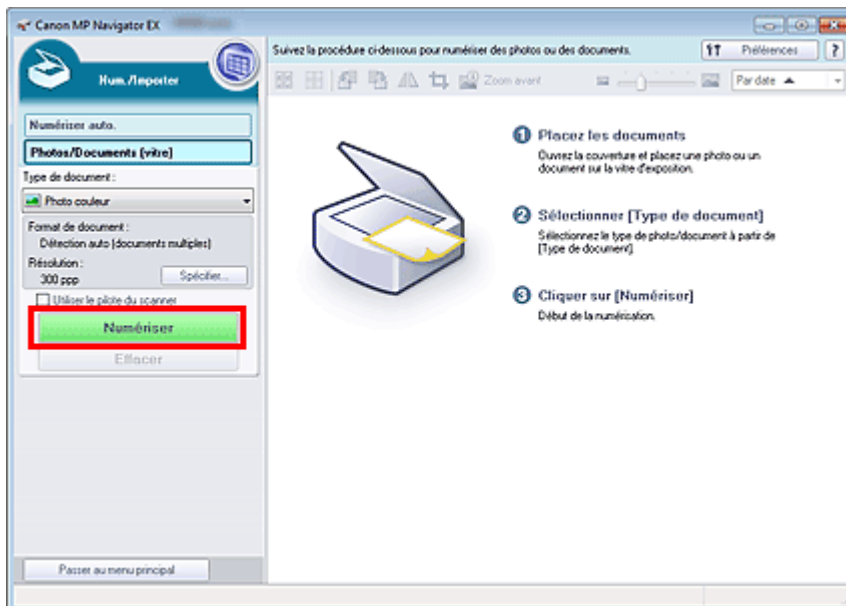 Canon MP Navigator EX
Num./Importer
Suivez la procédure ci-dessous pour numériser des photos ou des documents.
Préférences
?
Zoom avant
Par date
Numériser auto.
Photos/Documents (vitre)
Type de document :
Photo couleur
Format de document :
Détection auto (documents multiples)
Résolution :
300 ppp
Spécifier...
Utiliser le pilote du scanner
Numériser
Effacer
Passer au menu principal
1 Placez les documents
Ouvrez la couverture et placez une photo ou un
document sur la vitre d'exposition.
2 Sélectionner [Type de document]
Sélectionnez le type de photo/document à partir de
[Type de document].
3 Cliquer sur [Numériser]
Début de la numérisation.